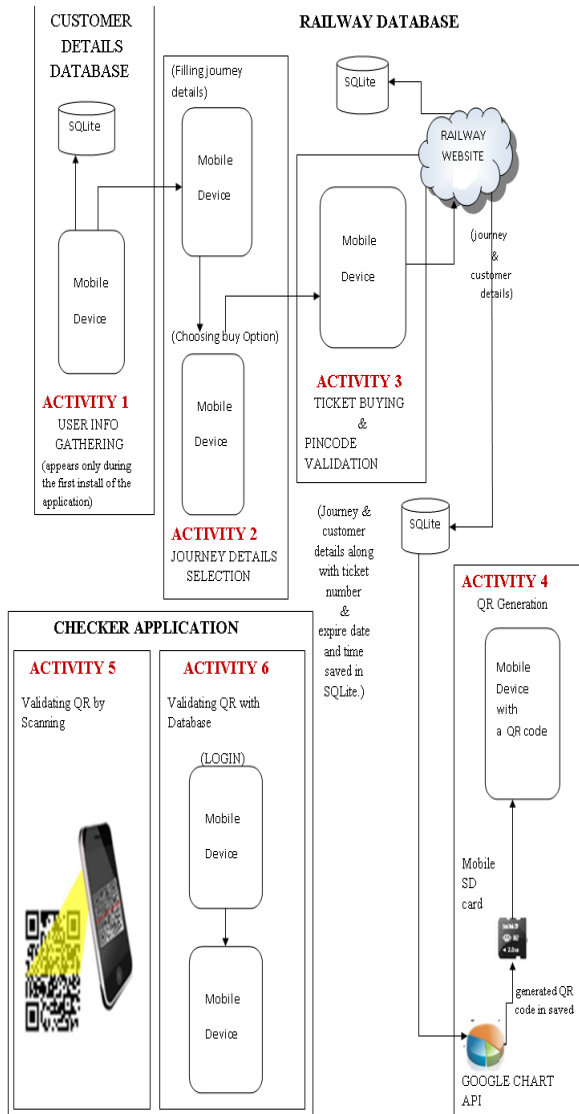 CUSTOMER
DETAILS
DATABASE
SQLite
Mobile
Device
ACTIVITY 1
USER INFO
GATHERING
(appears only during
the first install of the
application)
RAILWAY DATABASE
(Filling journey
details)
Mobile
Device
(Choosing buy Option)
Mobile
Device
ACTIVITY 2
JOURNEY DETAILS
SELECTION
SQLite
RAILWAY
WEBSITE
Mobile
Device
(journey
&
customer
details)
ACTIVITY 3
TICKET BUYING
&
PINCODE
VALIDATION
(Journey &
customer
details along
with ticket
number
&
expire date
and time
saved in
SQLite.)
SQLite
ACTIVITY 4
QR Generation
Mobile
Device
with
a QR code
Mobile
SD
card
generated QR
code in saved
GOOGLE CHART
API
CHECKER APPLICATION
ACTIVITY 5
Validating QR by
Scanning
ACTIVITY 6
Validating QR with
Database
(LOGIN)
Mobile
Device
Mobile
Device